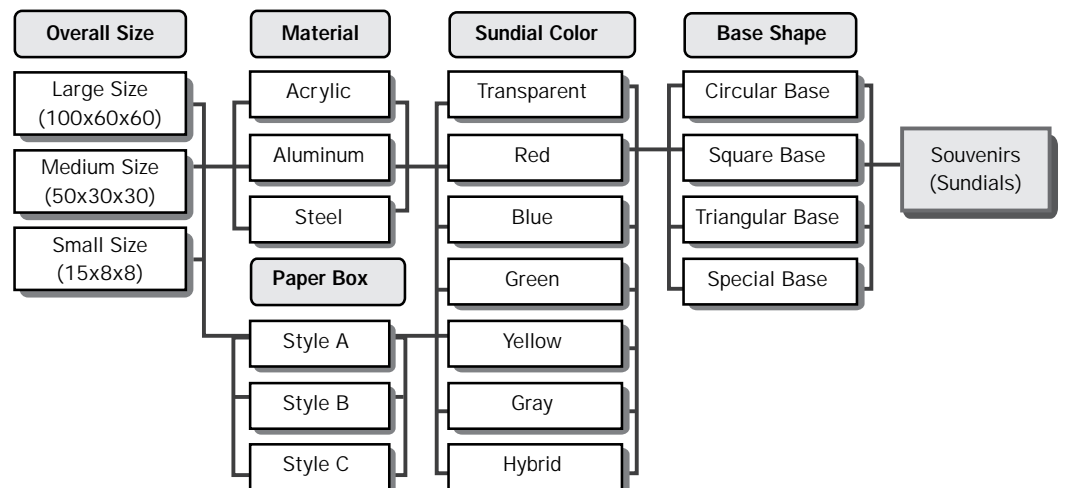 Overall Size
Large Size
(100x60x60)
Medium Size
(50x30x30)
Small Size
(15x8x8)
Material
Acrylic
Aluminum
Steel
Paper Box
Style A
Style B
Style C
Sundial Color
Transparent
Red
Blue
Green
Yellow
Gray
Hybrid
Base Shape
Circular Base
Square Base
Triangular Base
Special Base
Souvenirs
(Sundials)